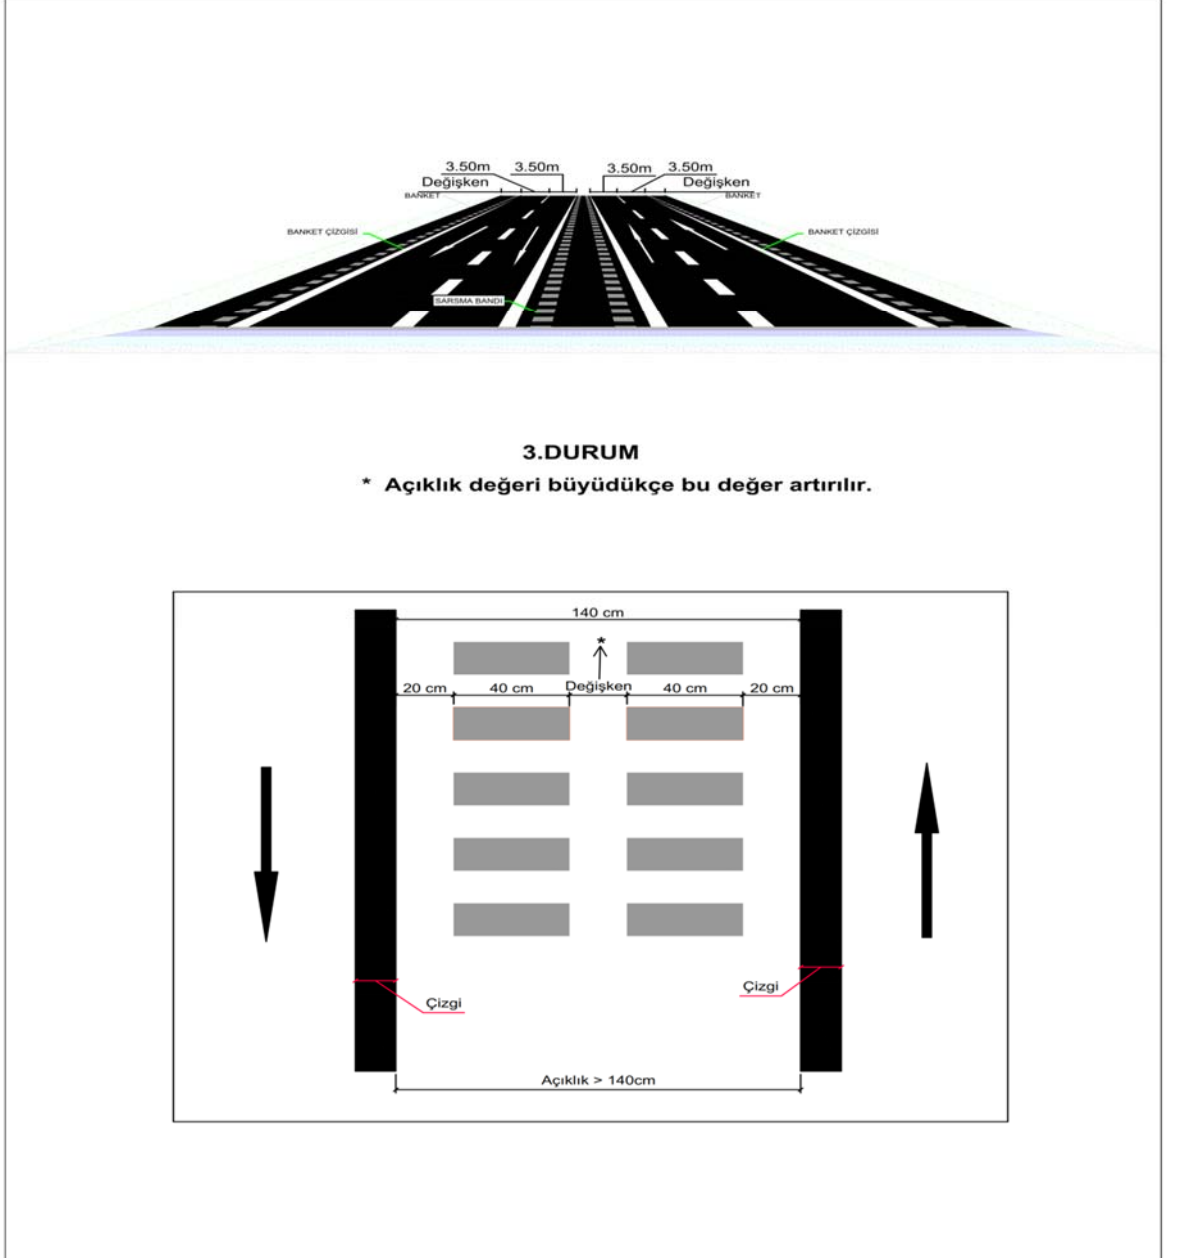 3.50m 3.50m 3.50m 3.50m
Değişken Değişken
BANKET BANKET
BANKET ÇİZGİSİ BANKET ÇİZGİSİ
SARSMA BANDI
3.DURUM
* Açıklık değeri büyüdükçe bu değer artırılır.
140 cm
*
20 cm 40 cm Değişken 40 cm 20 cm
Çizgi
Çizgi
Açıklık > 140cm